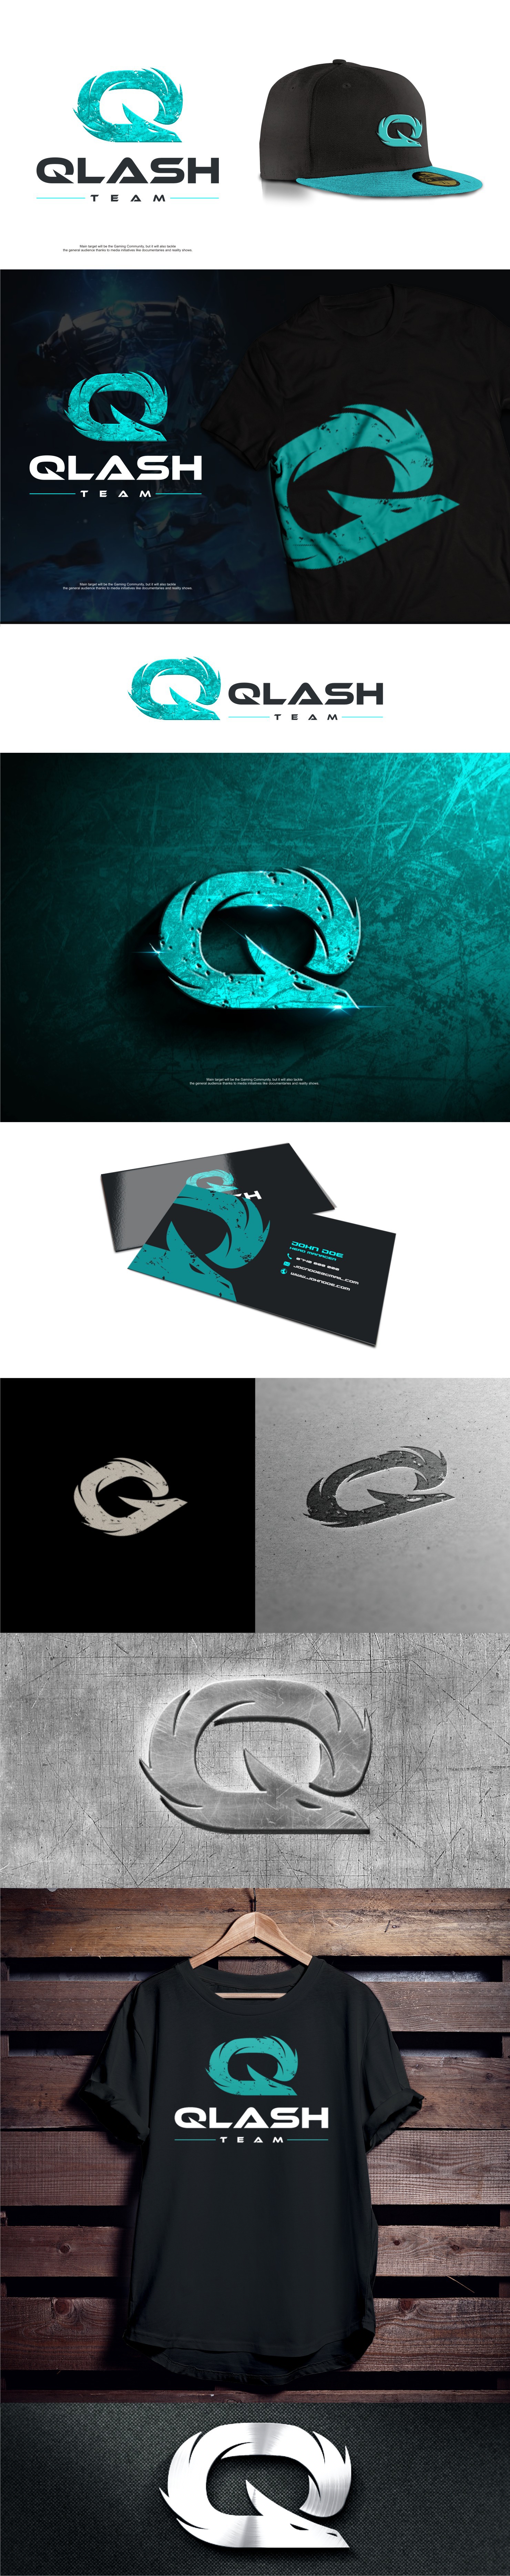 QLASH
TEAM
Main target will be the Gaming Community, but it will also tackle
the general audience thanks to media initiatives like documentaries and reality shows.
QLASH
TEAM
Main target will be the Gaming Community, but it will also tackle
the general audience thanks to media initiatives like documentaries and reality shows.
QLASH
TEAM
Main target will be the Gaming Community, but it will also tackle
the general audience thanks to media initiatives like documentaries and reality shows.
SH
JOHN DOE
WWW.JOHNDOE.COM
QLASH
TEAM